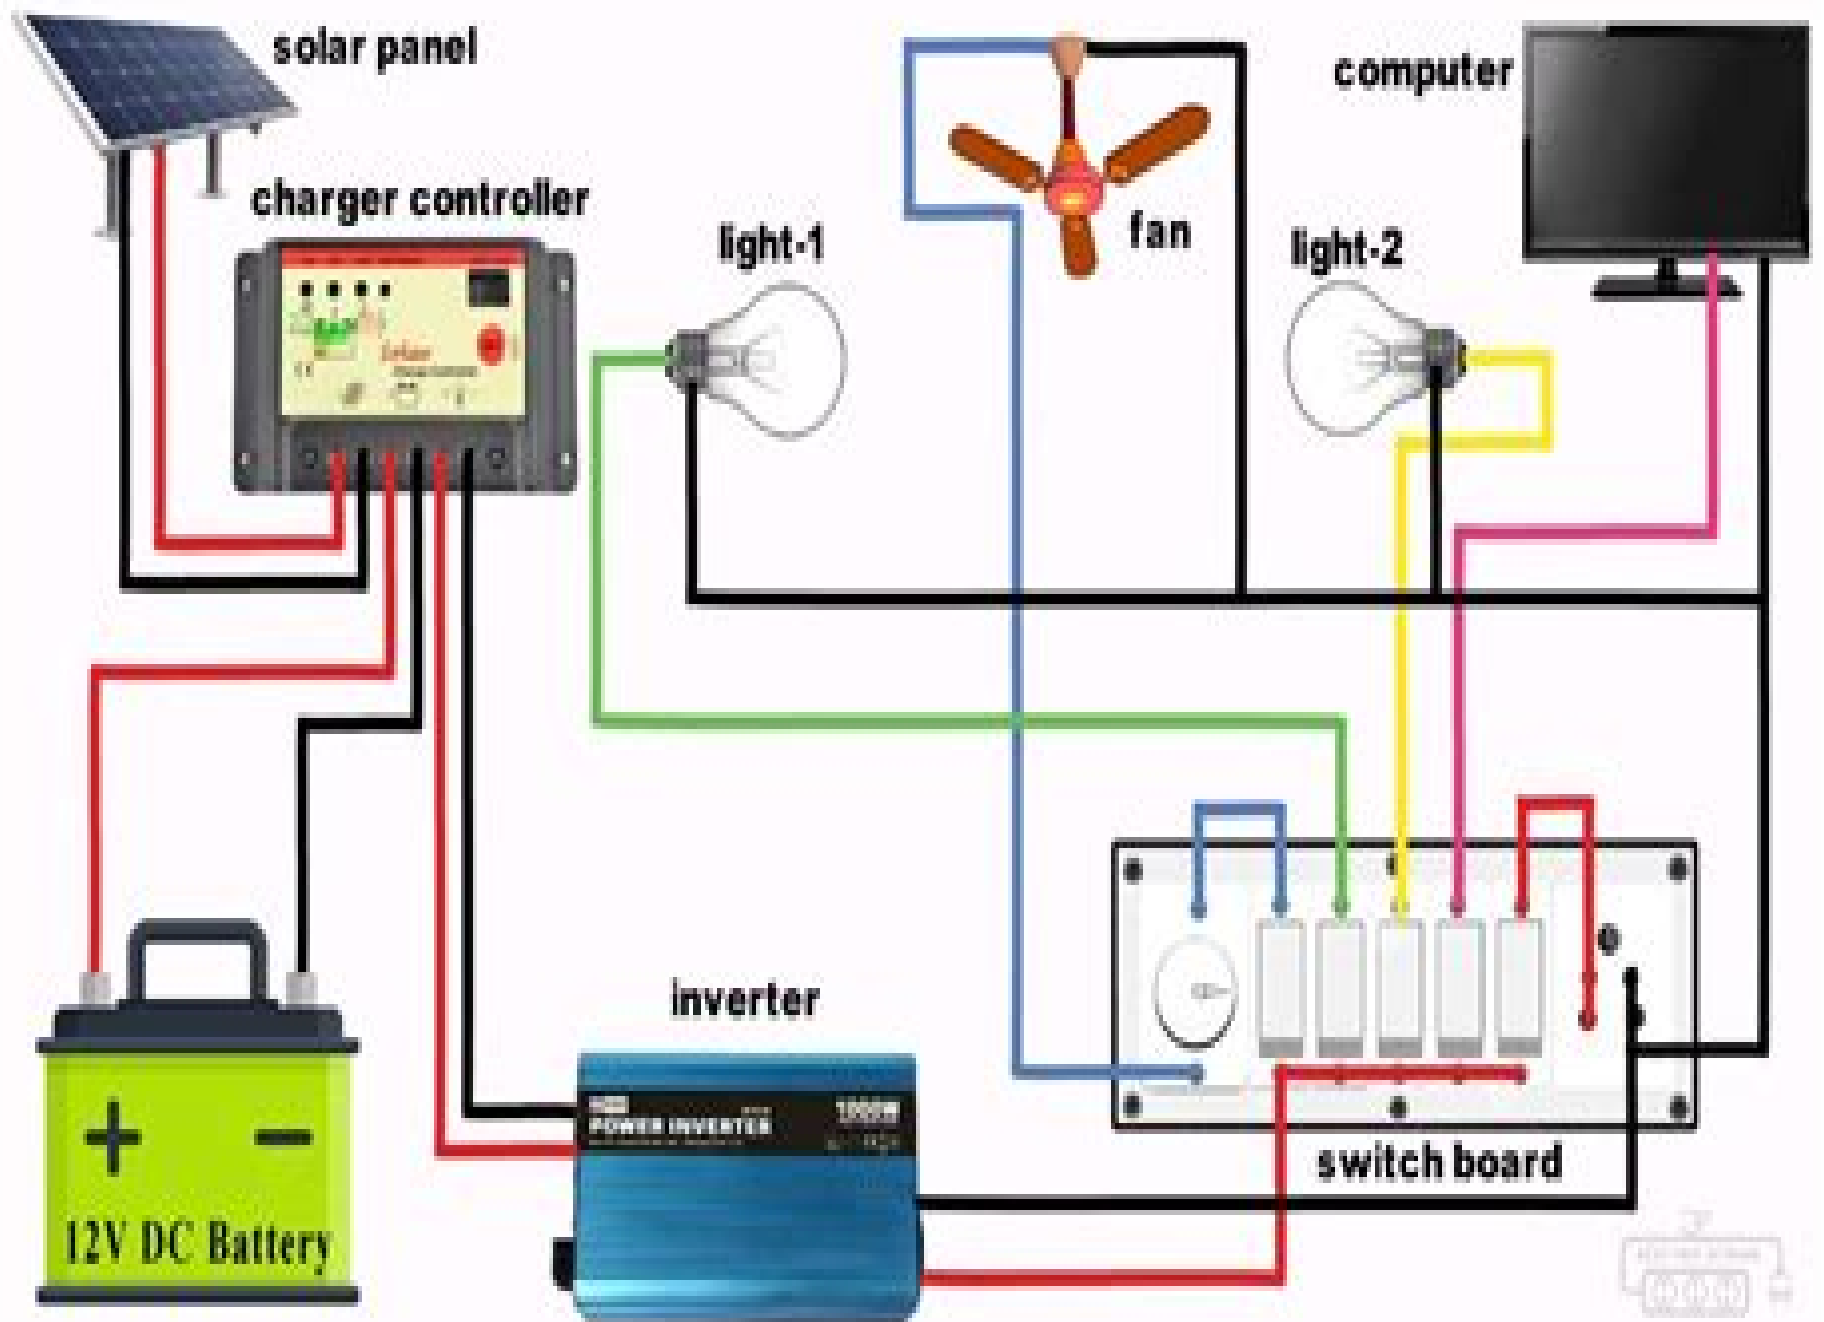 solar panel
computer
charger controller
light-1
fan
light-2
inverter
POWER INVERTER
1000W
switch board
+ −
12V DC Battery